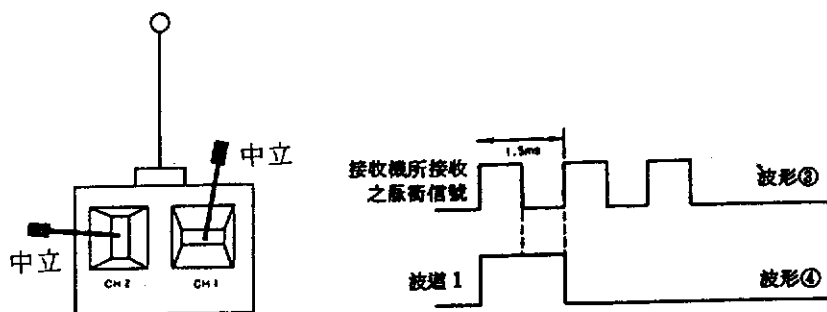 中立
中立
CH 2
CH 1
1.5ms
接收機所接收
之脈衝信號
波形③
波道 1
波形④